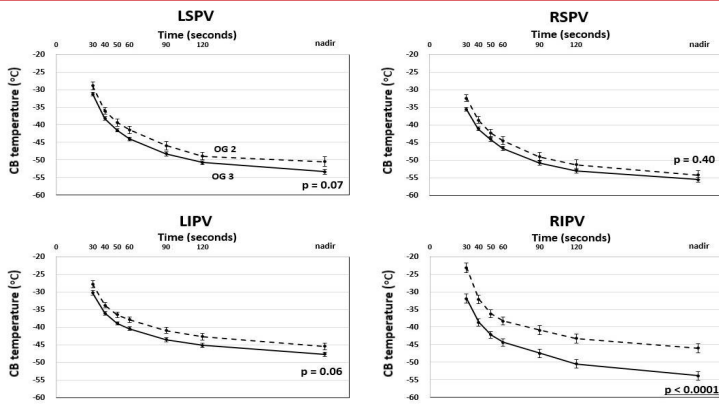 LSPV
Time (seconds)
0 30 40 50 60 90 120 nadir
CB temperature (ºC)
-20
-25
-30
-35
-40
-45
-50
-55
-60
OG 2
OG 3
p = 0.07
RSPV
Time (seconds)
0 30 40 50 60 90 120 nadir
CB temperature (ºC)
-20
-25
-30
-35
-40
-45
-50
-55
-60
p = 0.40
LIPV
Time (seconds)
0 30 40 50 60 90 120 nadir
CB temperature (ºC)
-20
-25
-30
-35
-40
-45
-50
-55
-60
p = 0.06
RIPV
Time (seconds)
0 30 40 50 60 90 120 nadir
CB temperature (ºC)
-20
-25
-30
-35
-40
-45
-50
-55
-60
p < 0.0001